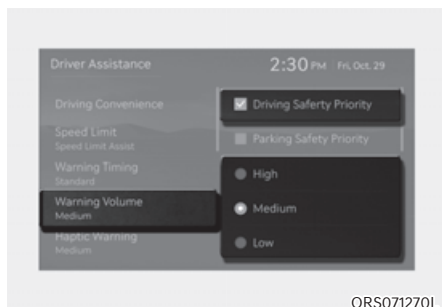 Driver Assistance
2:30 PM Fri, Oct. 29
Driving Convenience
Driving Saferty Priority
Speed Limit
Speed Limit Assist
Parking Safety Priority
Warning Timing
Standard
High
Warning Volume
Medium
Medium
Haptic Warning
Medium
Low
ORS071270L